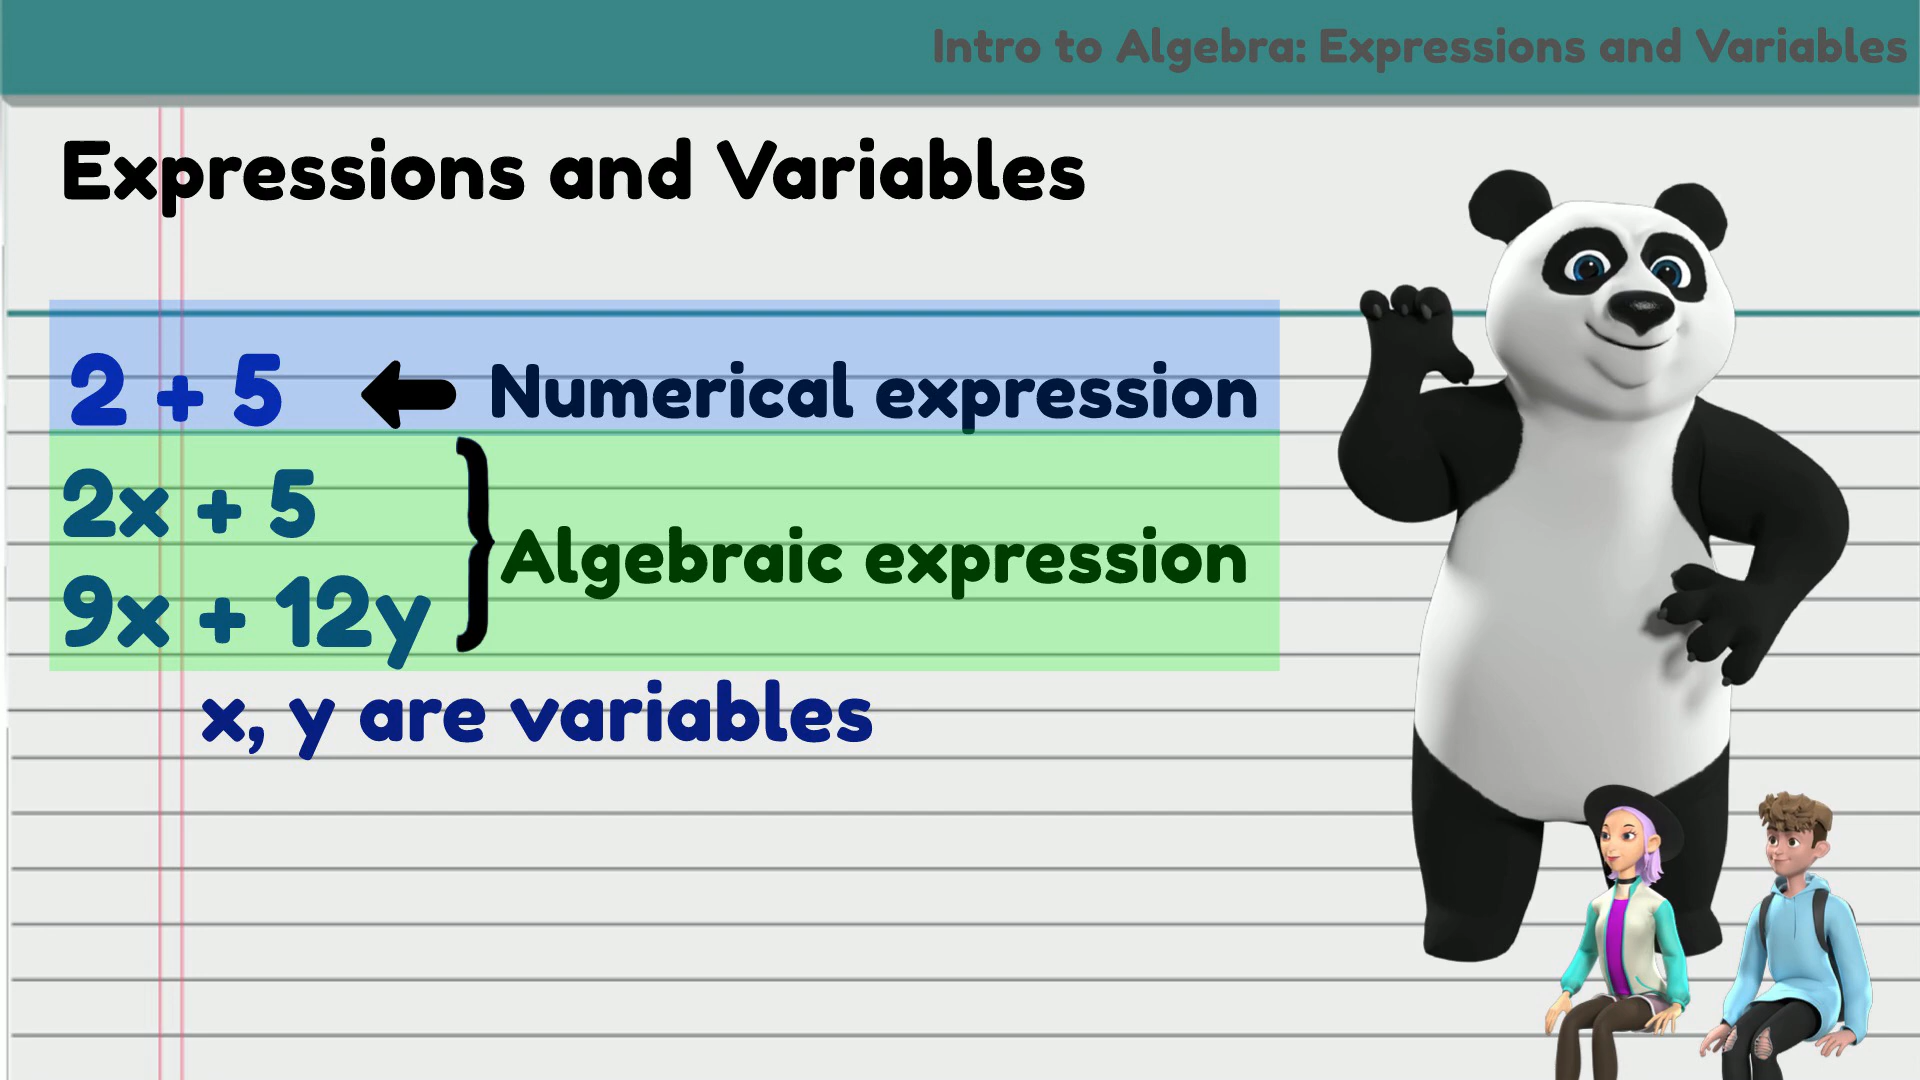 Intro to Algebra: Expressions and Variables
Expressions and Variables
2 + 5 Numerical expression
2x + 5
Algebraic expression
9x + 12y
x, y are variables